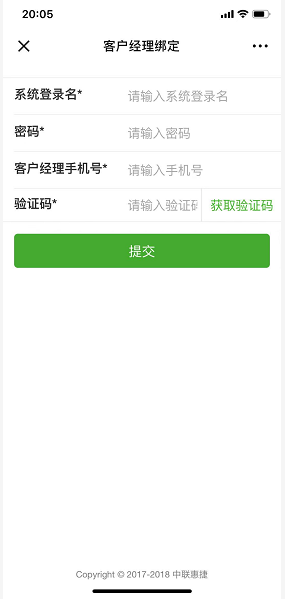 20:05
客户经理绑定
系统登录名*
请输入系统登录名
密码*
请输入密码
客户经理手机号*
请输入手机号
验证码*
请输入验证码
获取验证码
提交
Copyright © 2017-2018 中联惠捷